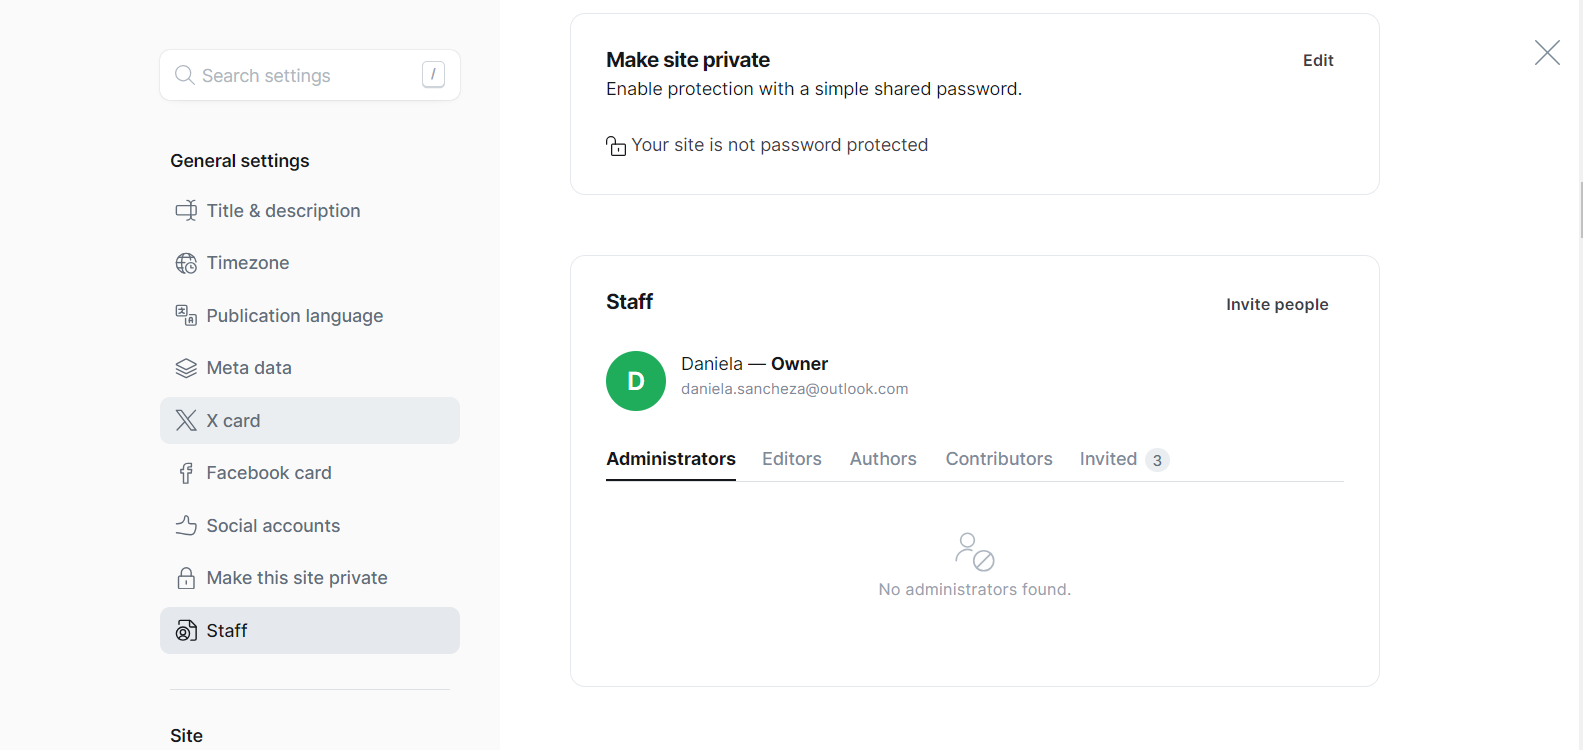 Search settings /
General settings
Title & description
Timezone
Publication language
Meta data
X card
Facebook card
Social accounts
Make this site private
Staff
Site
Make site private
Edit
Enable protection with a simple shared password.
Your site is not password protected
Staff
Invite people
D
Daniela — Owner
daniela.sancheza@outlook.com
Administrators Editors Authors Contributors Invited 3
No administrators found.